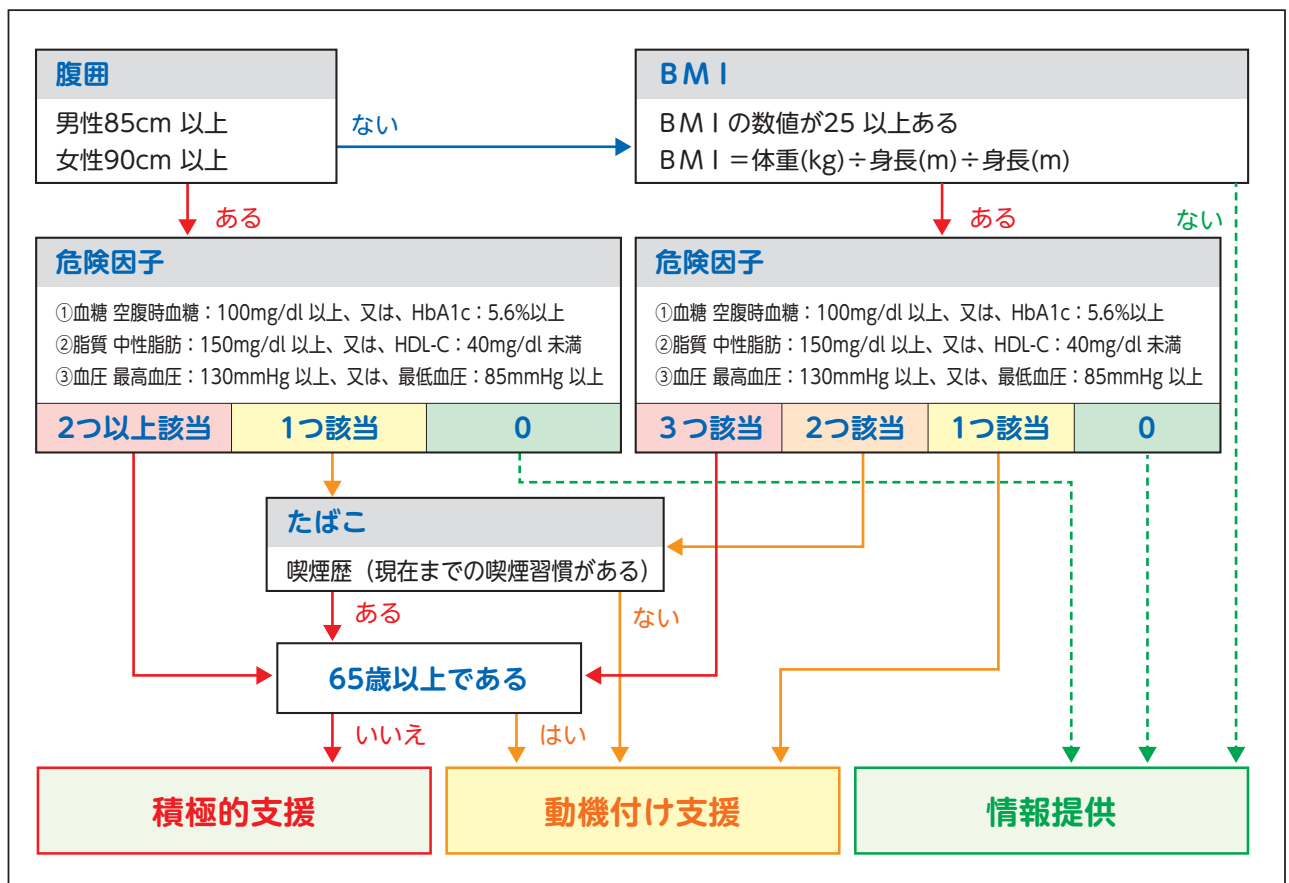 腹囲
男性85cm 以上
女性90cm 以上
ない
ＢＭＩ
ＢＭＩの数値が25 以上ある
ＢＭＩ＝体重(kg)÷身長(m)÷身長(m)
ある
ある
ない
危険因子
①血糖 空腹時血糖：100mg/dl 以上、又は、HbA1c：5.6%以上
②脂質 中性脂肪：150mg/dl 以上、又は、HDL-C：40mg/dl 未満
③血圧 最高血圧：130mmHg 以上、又は、最低血圧：85mmHg 以上
2つ以上該当
1つ該当
0
危険因子
①血糖 空腹時血糖：100mg/dl 以上、又は、HbA1c：5.6%以上
②脂質 中性脂肪：150mg/dl 以上、又は、HDL-C：40mg/dl 未満
③血圧 最高血圧：130mmHg 以上、又は、最低血圧：85mmHg 以上
３つ該当
2つ該当
1つ該当
0
たばこ
喫煙歴（現在までの喫煙習慣がある）
ある
ない
65歳以上である
いいえ
はい
積極的支援
動機付け支援
情報提供